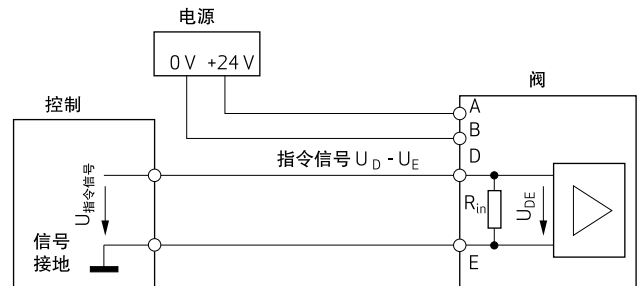 电源
0 V +24 V
控制
阀
A
B
指令信号 U_D - U_E
D
U_指令信号
R_in
U_DE
信号
接地
E